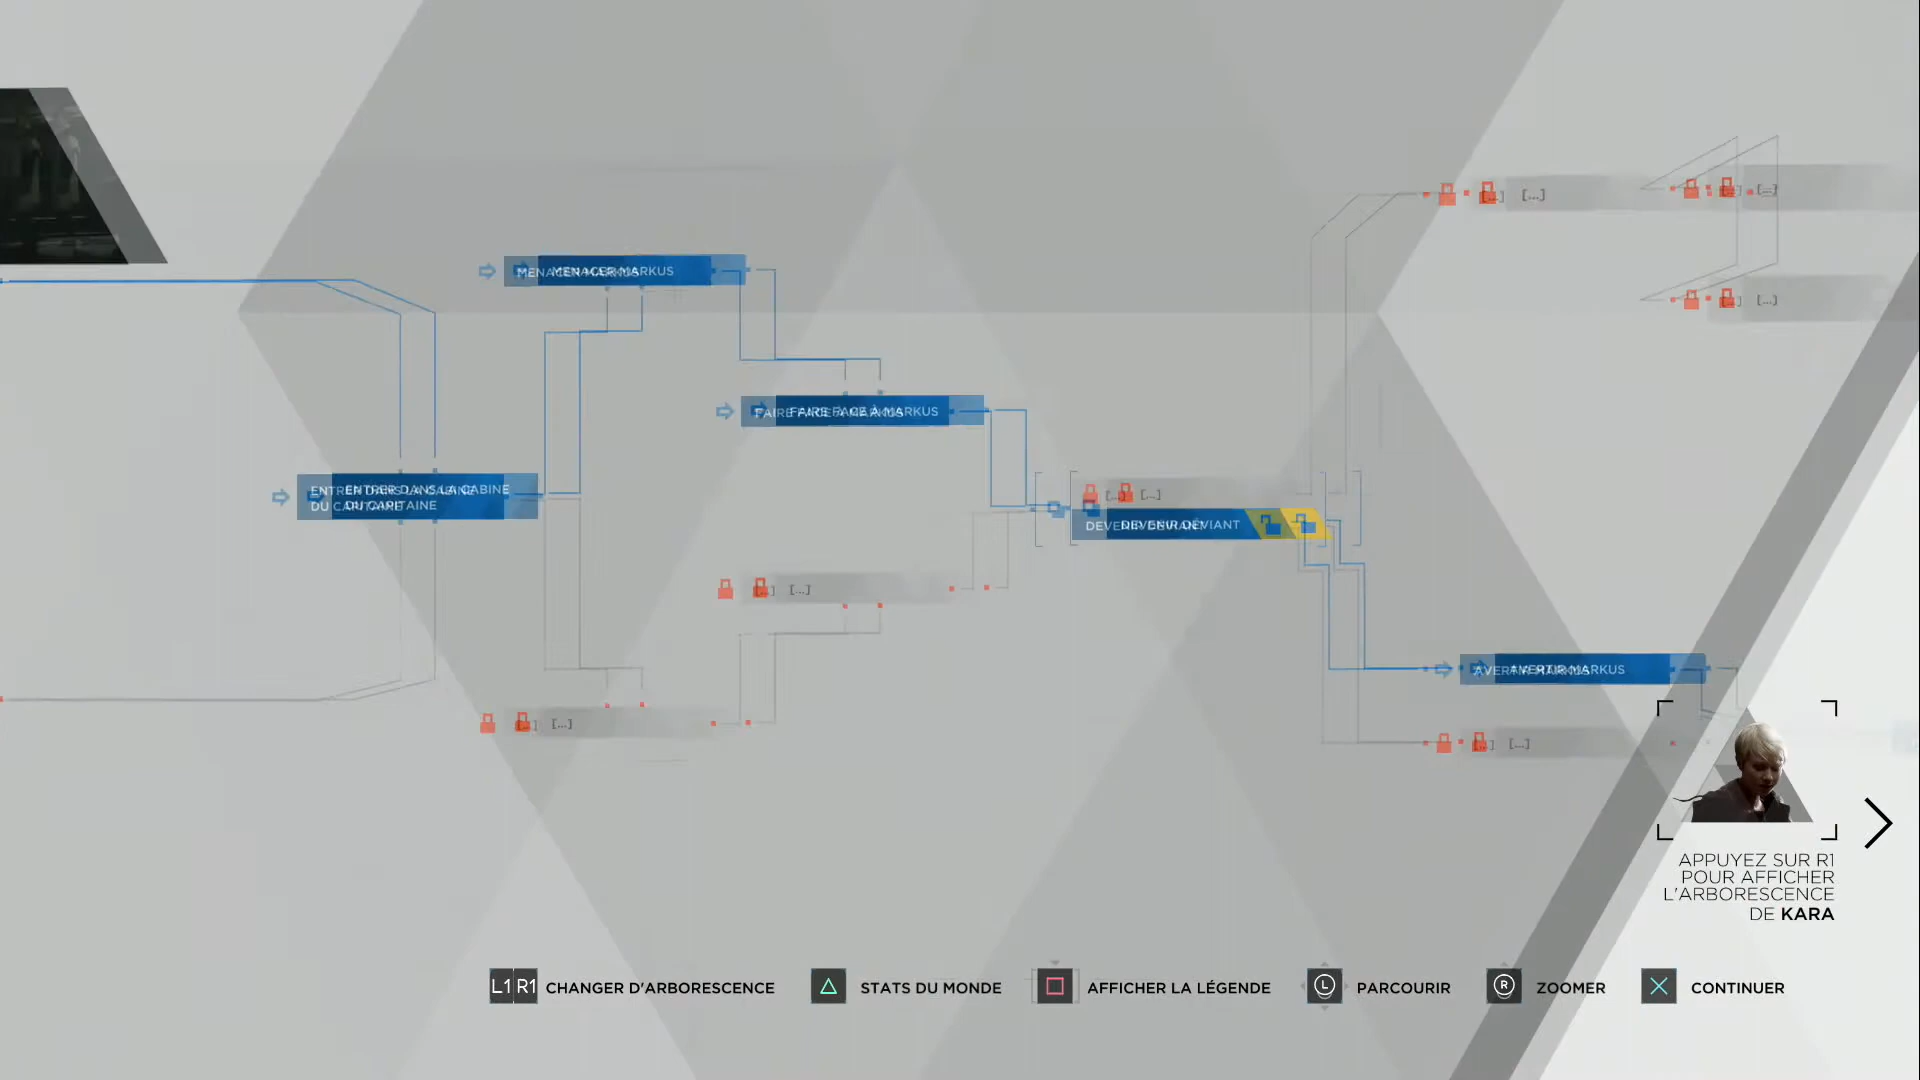 MENACER MARKUS
FAIRE FACE À MARKUS
ENTRER DANS LA CABINE
DU CAPITAINE
[...]
[...]
[...]
[...]
[...]
[...]
DEVENIR DÉVIANT
[...]
AVERTIR MARKUS
[...]
APPUYEZ SUR R1
POUR AFFICHER
L'ARBORESCENCE
DE KARA
L1 R1 CHANGER D'ARBORESCENCE
STATS DU MONDE
AFFICHER LA LÉGENDE
L PARCOURIR
R ZOOMER
CONTINUER